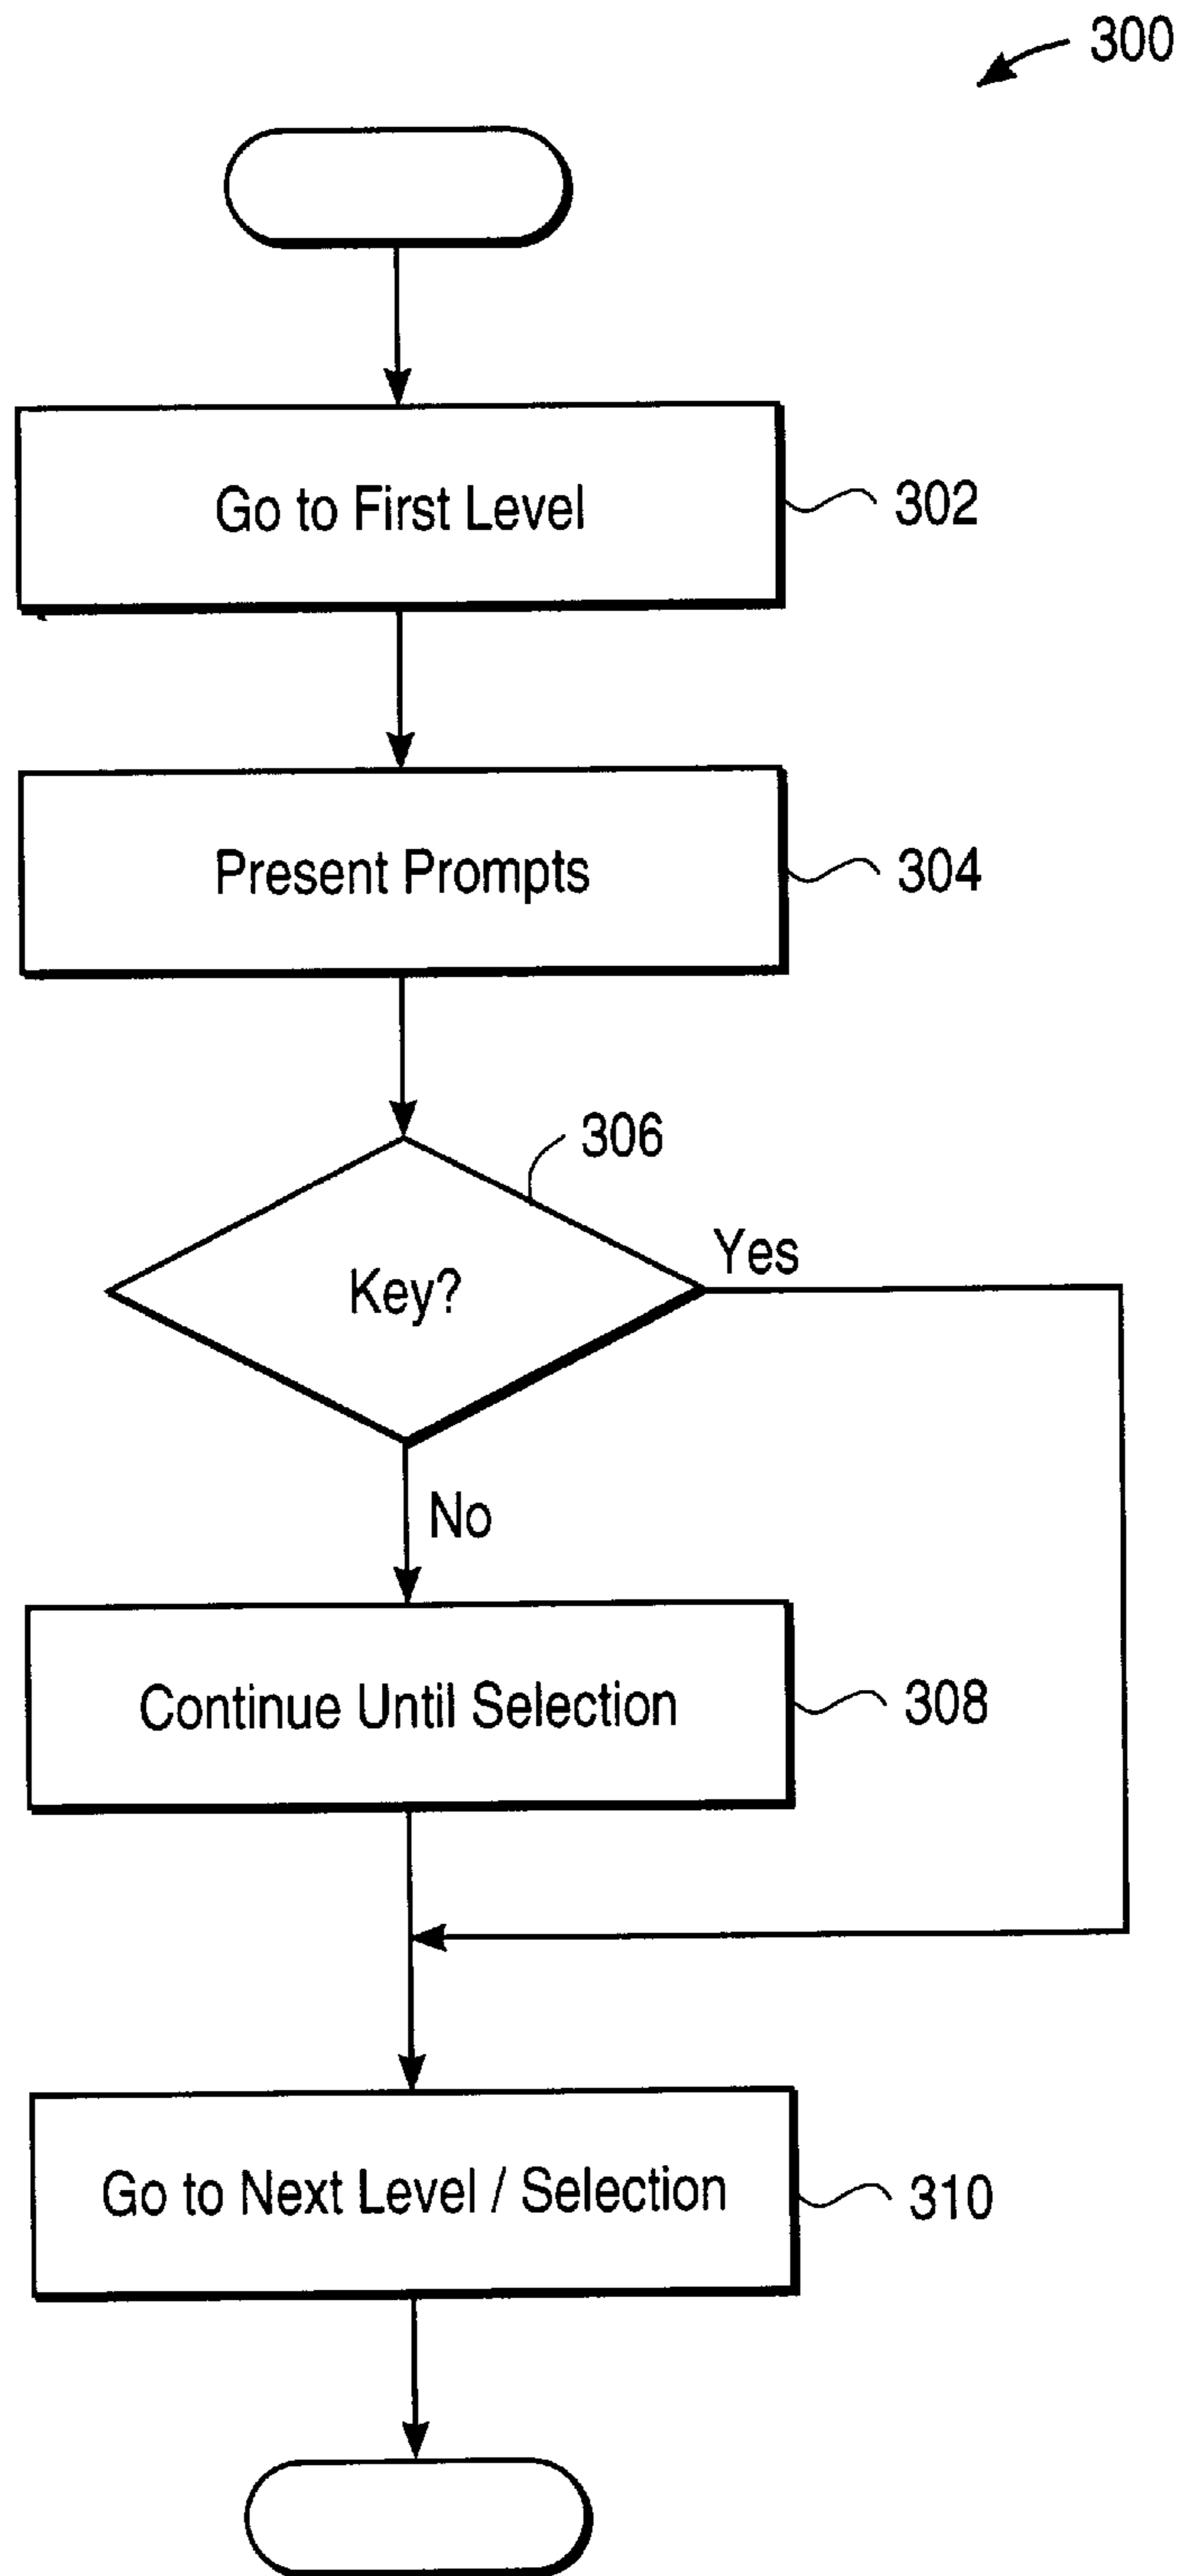 300
Go to First Level
302
Present Prompts
304
306
Key?
Yes
No
Continue Until Selection
308
Go to Next Level / Selection
310